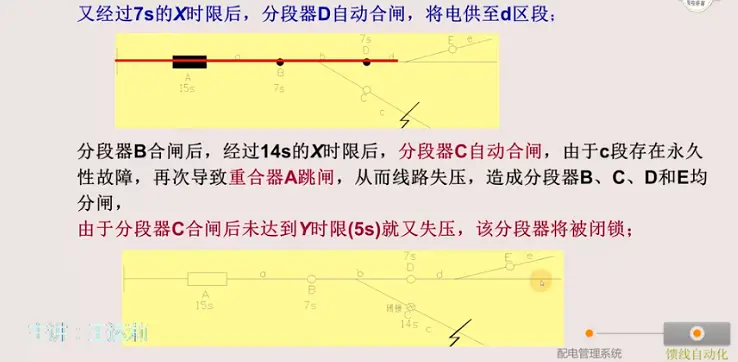 又经过7s的X时限后，分段器D自动合闸，将电供至d区段；
7s
E e
a b D d
A B C
15s 7s c
分段器B合闸后，经过14s的X时限后，分段器C自动合闸，由于c段存在永久
性故障，再次导致重合器A跳闸，从而线路失压，造成分段器B、C、D和E均
分闸，
由于分段器C合闸后未达到Y时限(5s)就又失压，该分段器将被闭锁；
7s
E e
a b D d
A B 闭锁 C
15s 7s 14s c
主讲：
配电管理系统 馈线自动化